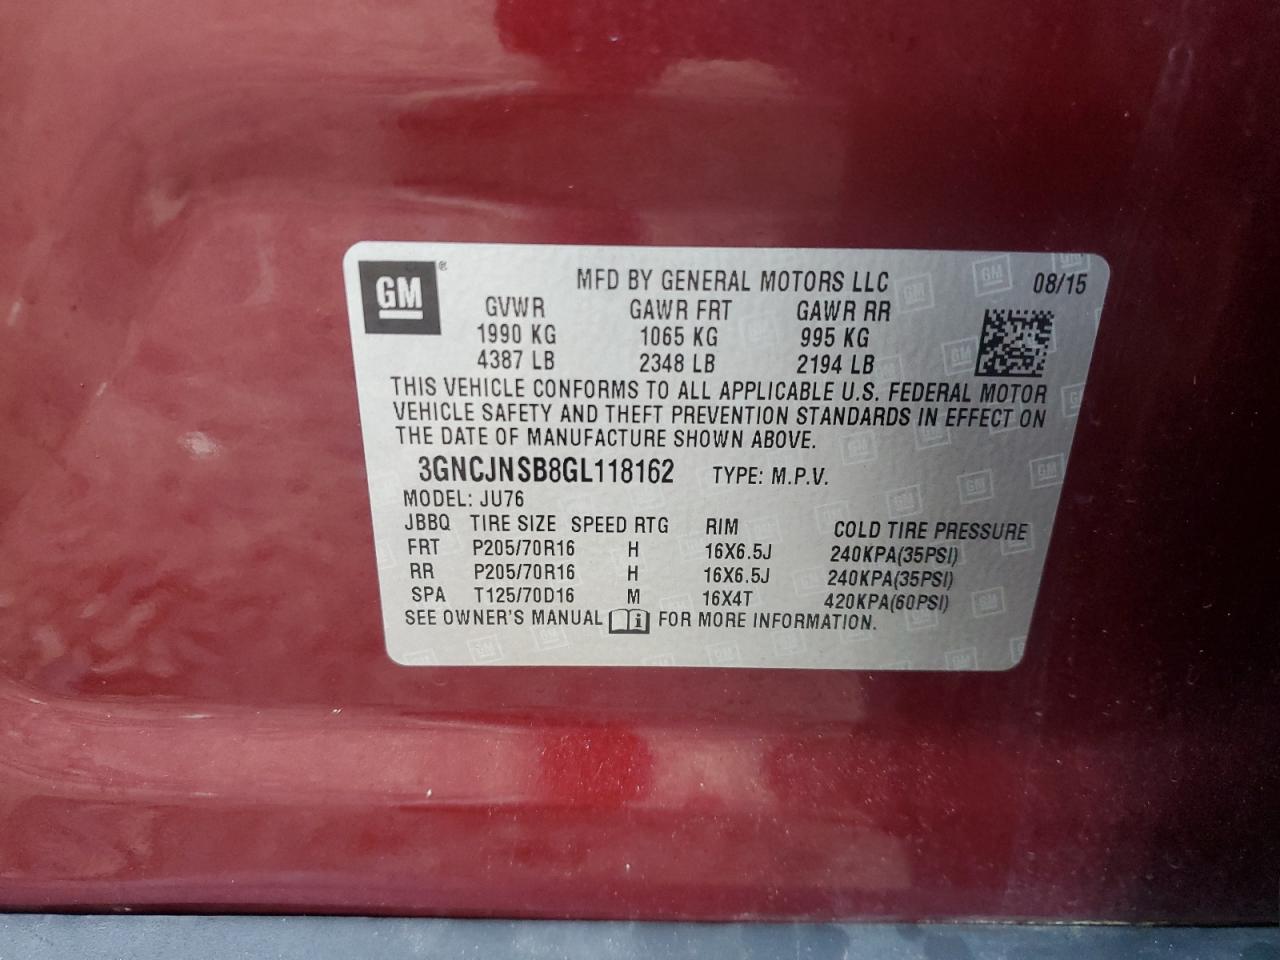 GM ®
MFD BY GENERAL MOTORS LLC 08/15
GVWR GAWR FRT GAWR RR
1990 KG 1065 KG 995 KG
4387 LB 2348 LB 2194 LB
THIS VEHICLE CONFORMS TO ALL APPLICABLE U.S. FEDERAL MOTOR
VEHICLE SAFETY AND THEFT PREVENTION STANDARDS IN EFFECT ON
THE DATE OF MANUFACTURE SHOWN ABOVE.
3GNCJNSB8GL118162 TYPE: M.P.V.
MODEL: JU76
JBBQ TIRE SIZE SPEED RTG RIM COLD TIRE PRESSURE
FRT P205/70R16 H 16X6.5J 240KPA(35PSI)
RR P205/70R16 H 16X6.5J 240KPA(35PSI)
SPA T125/70D16 M 16X4T 420KPA(60PSI)
SEE OWNER'S MANUAL i FOR MORE INFORMATION.